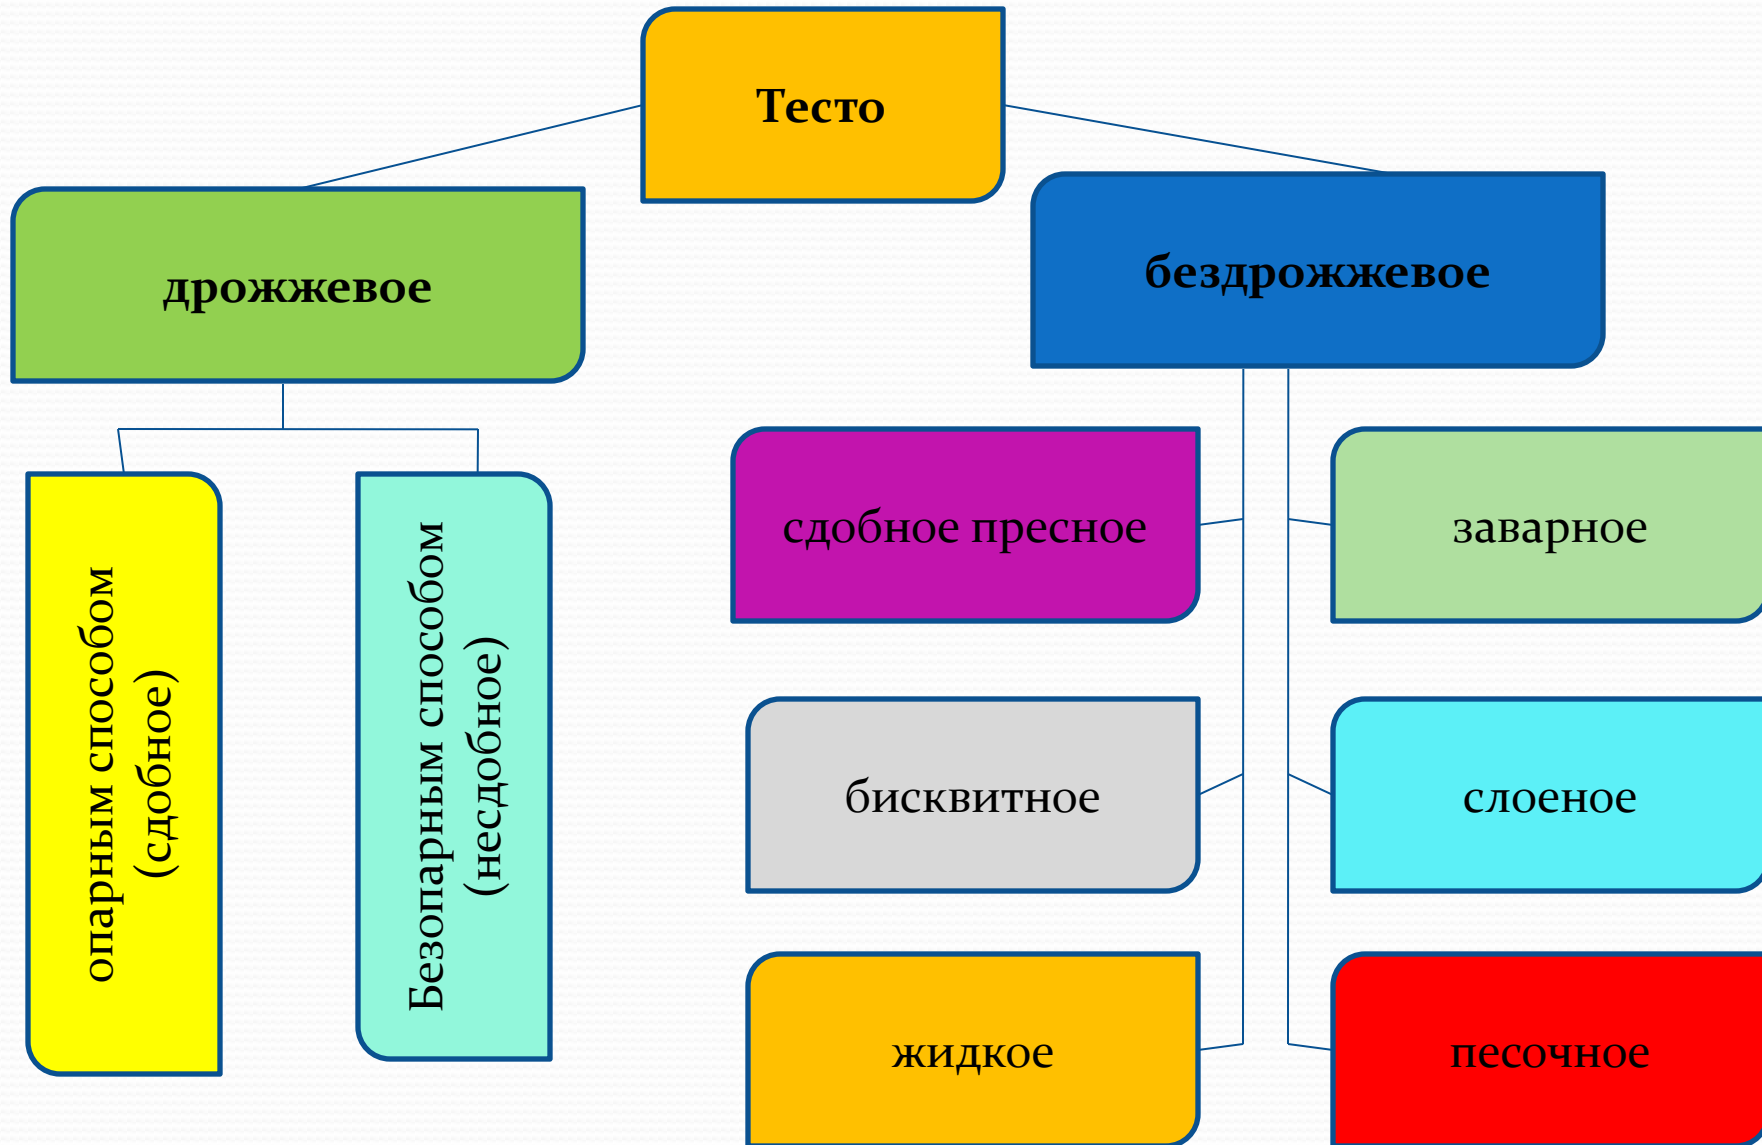 Тесто
дрожжевое
бездрожжевое
опарным способом
(сдобное)
Безопарным способом
(несдобное)
сдобное пресное
заварное
бисквитное
слоеное
жидкое
песочное